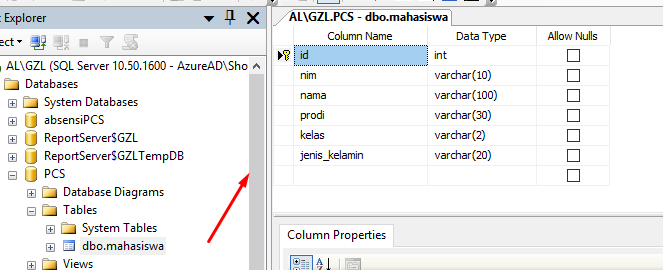 t Explorer
ect
AL\GZL (SQL Server 10.50.1600 - AzureAD\Sho
Databases
System Databases
absensiPCS
ReportServer$GZL
ReportServer$GZLTempDB
PCS
Database Diagrams
Tables
System Tables
dbo.mahasiswa
Views
AL\GZL.PCS - dbo.mahasiswa
Column Name Data Type Allow Nulls
id int
nim varchar(10)
nama varchar(100)
prodi varchar(30)
kelas varchar(2)
jenis_kelamin varchar(20)
Column Properties